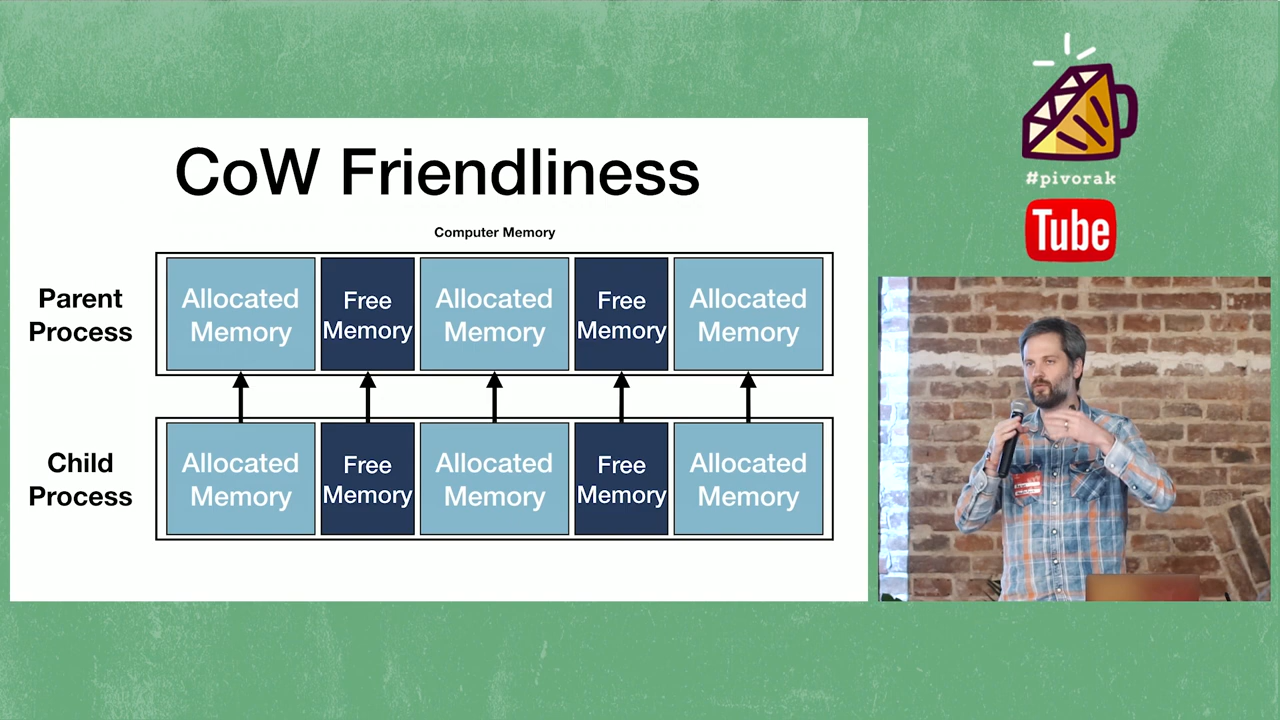 CoW Friendliness
Computer Memory
Parent
Process
Allocated
Memory
Free
Memory
Allocated
Memory
Free
Memory
Allocated
Memory
Child
Process
Allocated
Memory
Free
Memory
Allocated
Memory
Free
Memory
Allocated
Memory
#pivorak
Tube